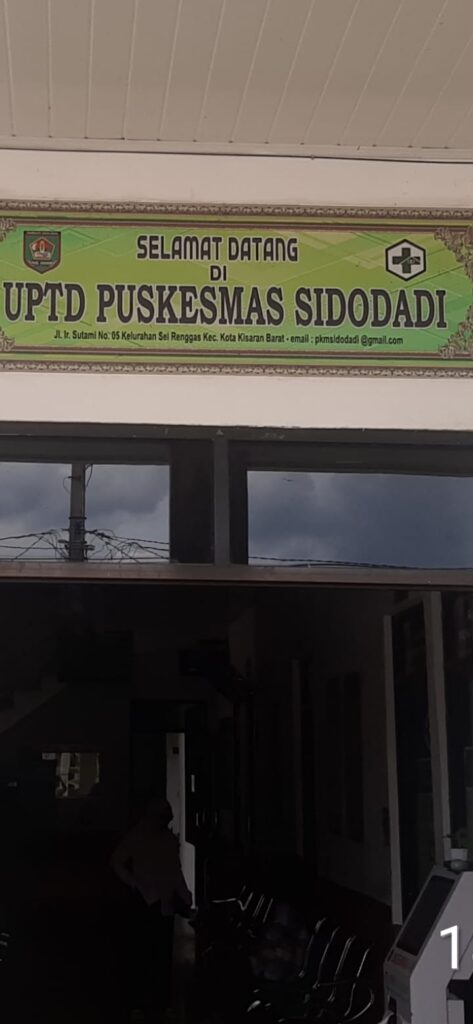 SELAMAT DATANG
DI
UPTD PUSKESMAS SIDODADI
Jl. Ir. Sutami No. 05 Kelurahan Sei Renggas Kec. Kota Kisaran Barat - email : pkmsidodadi @gmail.com